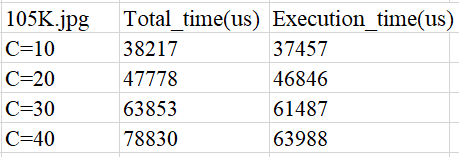 105K.jpg Total_time(us) Execution_time(us)
C=10 38217 37457
C=20 47778 46846
C=30 63853 61487
C=40 78830 63988